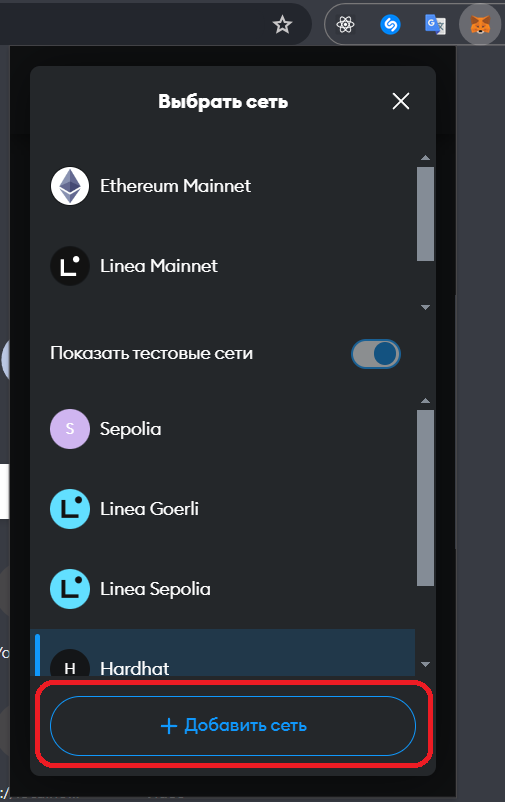 Выбрать сеть
Ethereum Mainnet
Linea Mainnet
Показать тестовые сети
S
Sepolia
Linea Goerli
Linea Sepolia
H
Hardhat
+ Добавить сеть